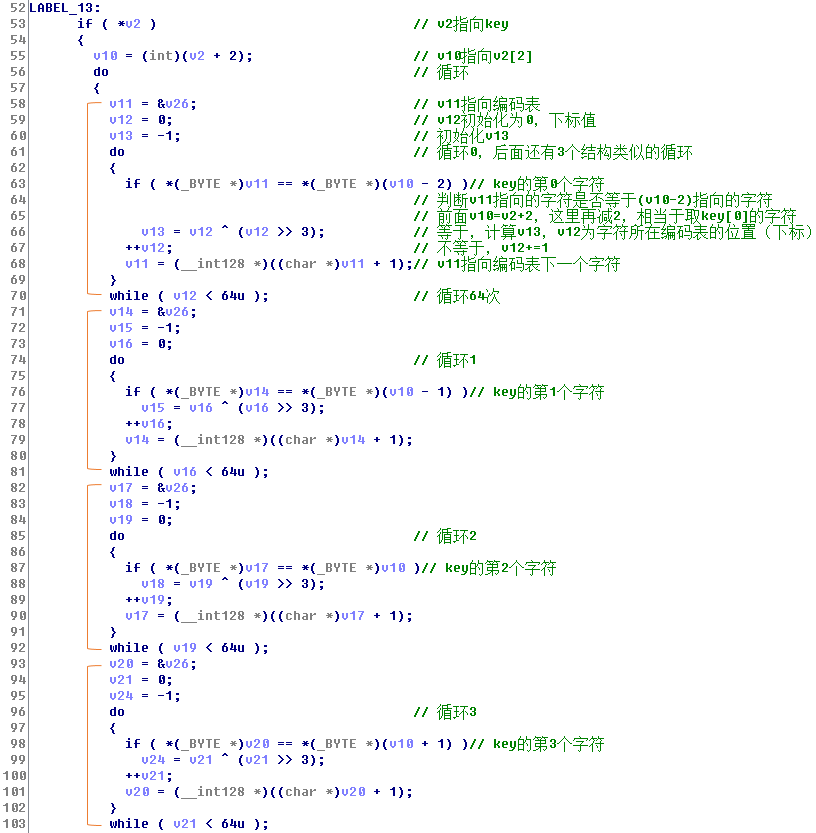 52 LABEL_13:
53 if ( *v2 ) // v2指向key
54 {
55 v10 = (int)(v2 + 2); // v10指向v2[2]
56 do // 循环
57 {
58 v11 = &v26; // v11指向编码表
59 v12 = 0; // v12初始化为0，下标值
60 v13 = -1; // 初始化v13
61 do // 循环0，后面还有3个结构类似的循环
62 {
63 if ( *(_BYTE *)v11 == *(_BYTE *)(v10 - 2) )// key的第0个字符
64 // 判断v11指向的字符是否等于(v10-2)指向的字符
65 // 前面v10=v2+2，这里再减2，相当于取key[0]的字符
66 v13 = v12 ^ (v12 >> 3); // 等于，计算v13，v12为字符所在编码表的位置（下标）
67 ++v12; // 不等于，v12+=1
68 v11 = (__int128 *)((char *)v11 + 1);// v11指向编码表下一个字符
69 }
70 while ( v12 < 64u ); // 循环64次
71 v14 = &v26;
72 v15 = -1;
73 v16 = 0;
74 do // 循环1
75 {
76 if ( *(_BYTE *)v14 == *(_BYTE *)(v10 - 1) )// key的第1个字符
77 v15 = v16 ^ (v16 >> 3);
78 ++v16;
79 v14 = (__int128 *)((char *)v14 + 1);
80 }
81 while ( v16 < 64u );
82 v17 = &v26;
83 v18 = -1;
84 v19 = 0;
85 do // 循环2
86 {
87 if ( *(_BYTE *)v17 == *(_BYTE *)v10 )// key的第2个字符
88 v18 = v19 ^ (v19 >> 3);
89 ++v19;
90 v17 = (__int128 *)((char *)v17 + 1);
91 }
92 while ( v19 < 64u );
93 v20 = &v26;
94 v21 = 0;
95 v24 = -1;
96 do // 循环3
97 {
98 if ( *(_BYTE *)v20 == *(_BYTE *)(v10 + 1) )// key的第3个字符
99 v24 = v21 ^ (v21 >> 3);
100 ++v21;
101 v20 = (__int128 *)((char *)v20 + 1);
102 }
103 while ( v21 < 64u );